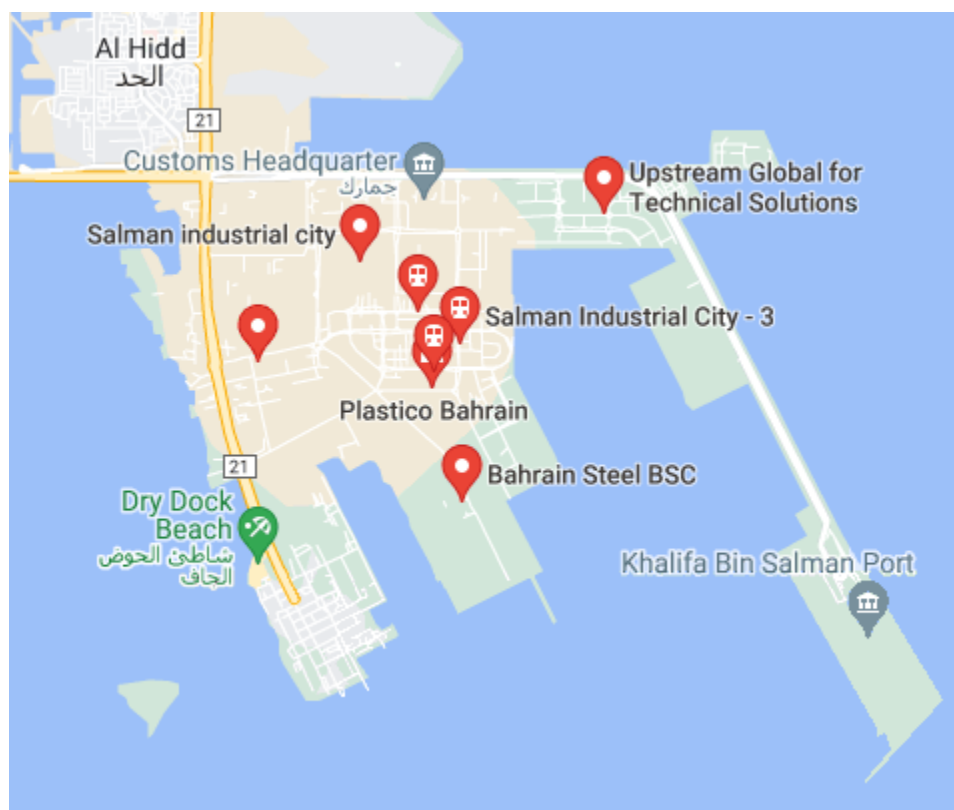 Al Hidd
الحد
21
Customs Headquarter
جمارك
Upstream Global for
Technical Solutions
Salman industrial city
Salman Industrial City - 3
Plastico Bahrain
21
Bahrain Steel BSC
Dry Dock
Beach
شاطئ الحوض
الجاف
Khalifa Bin Salman Port